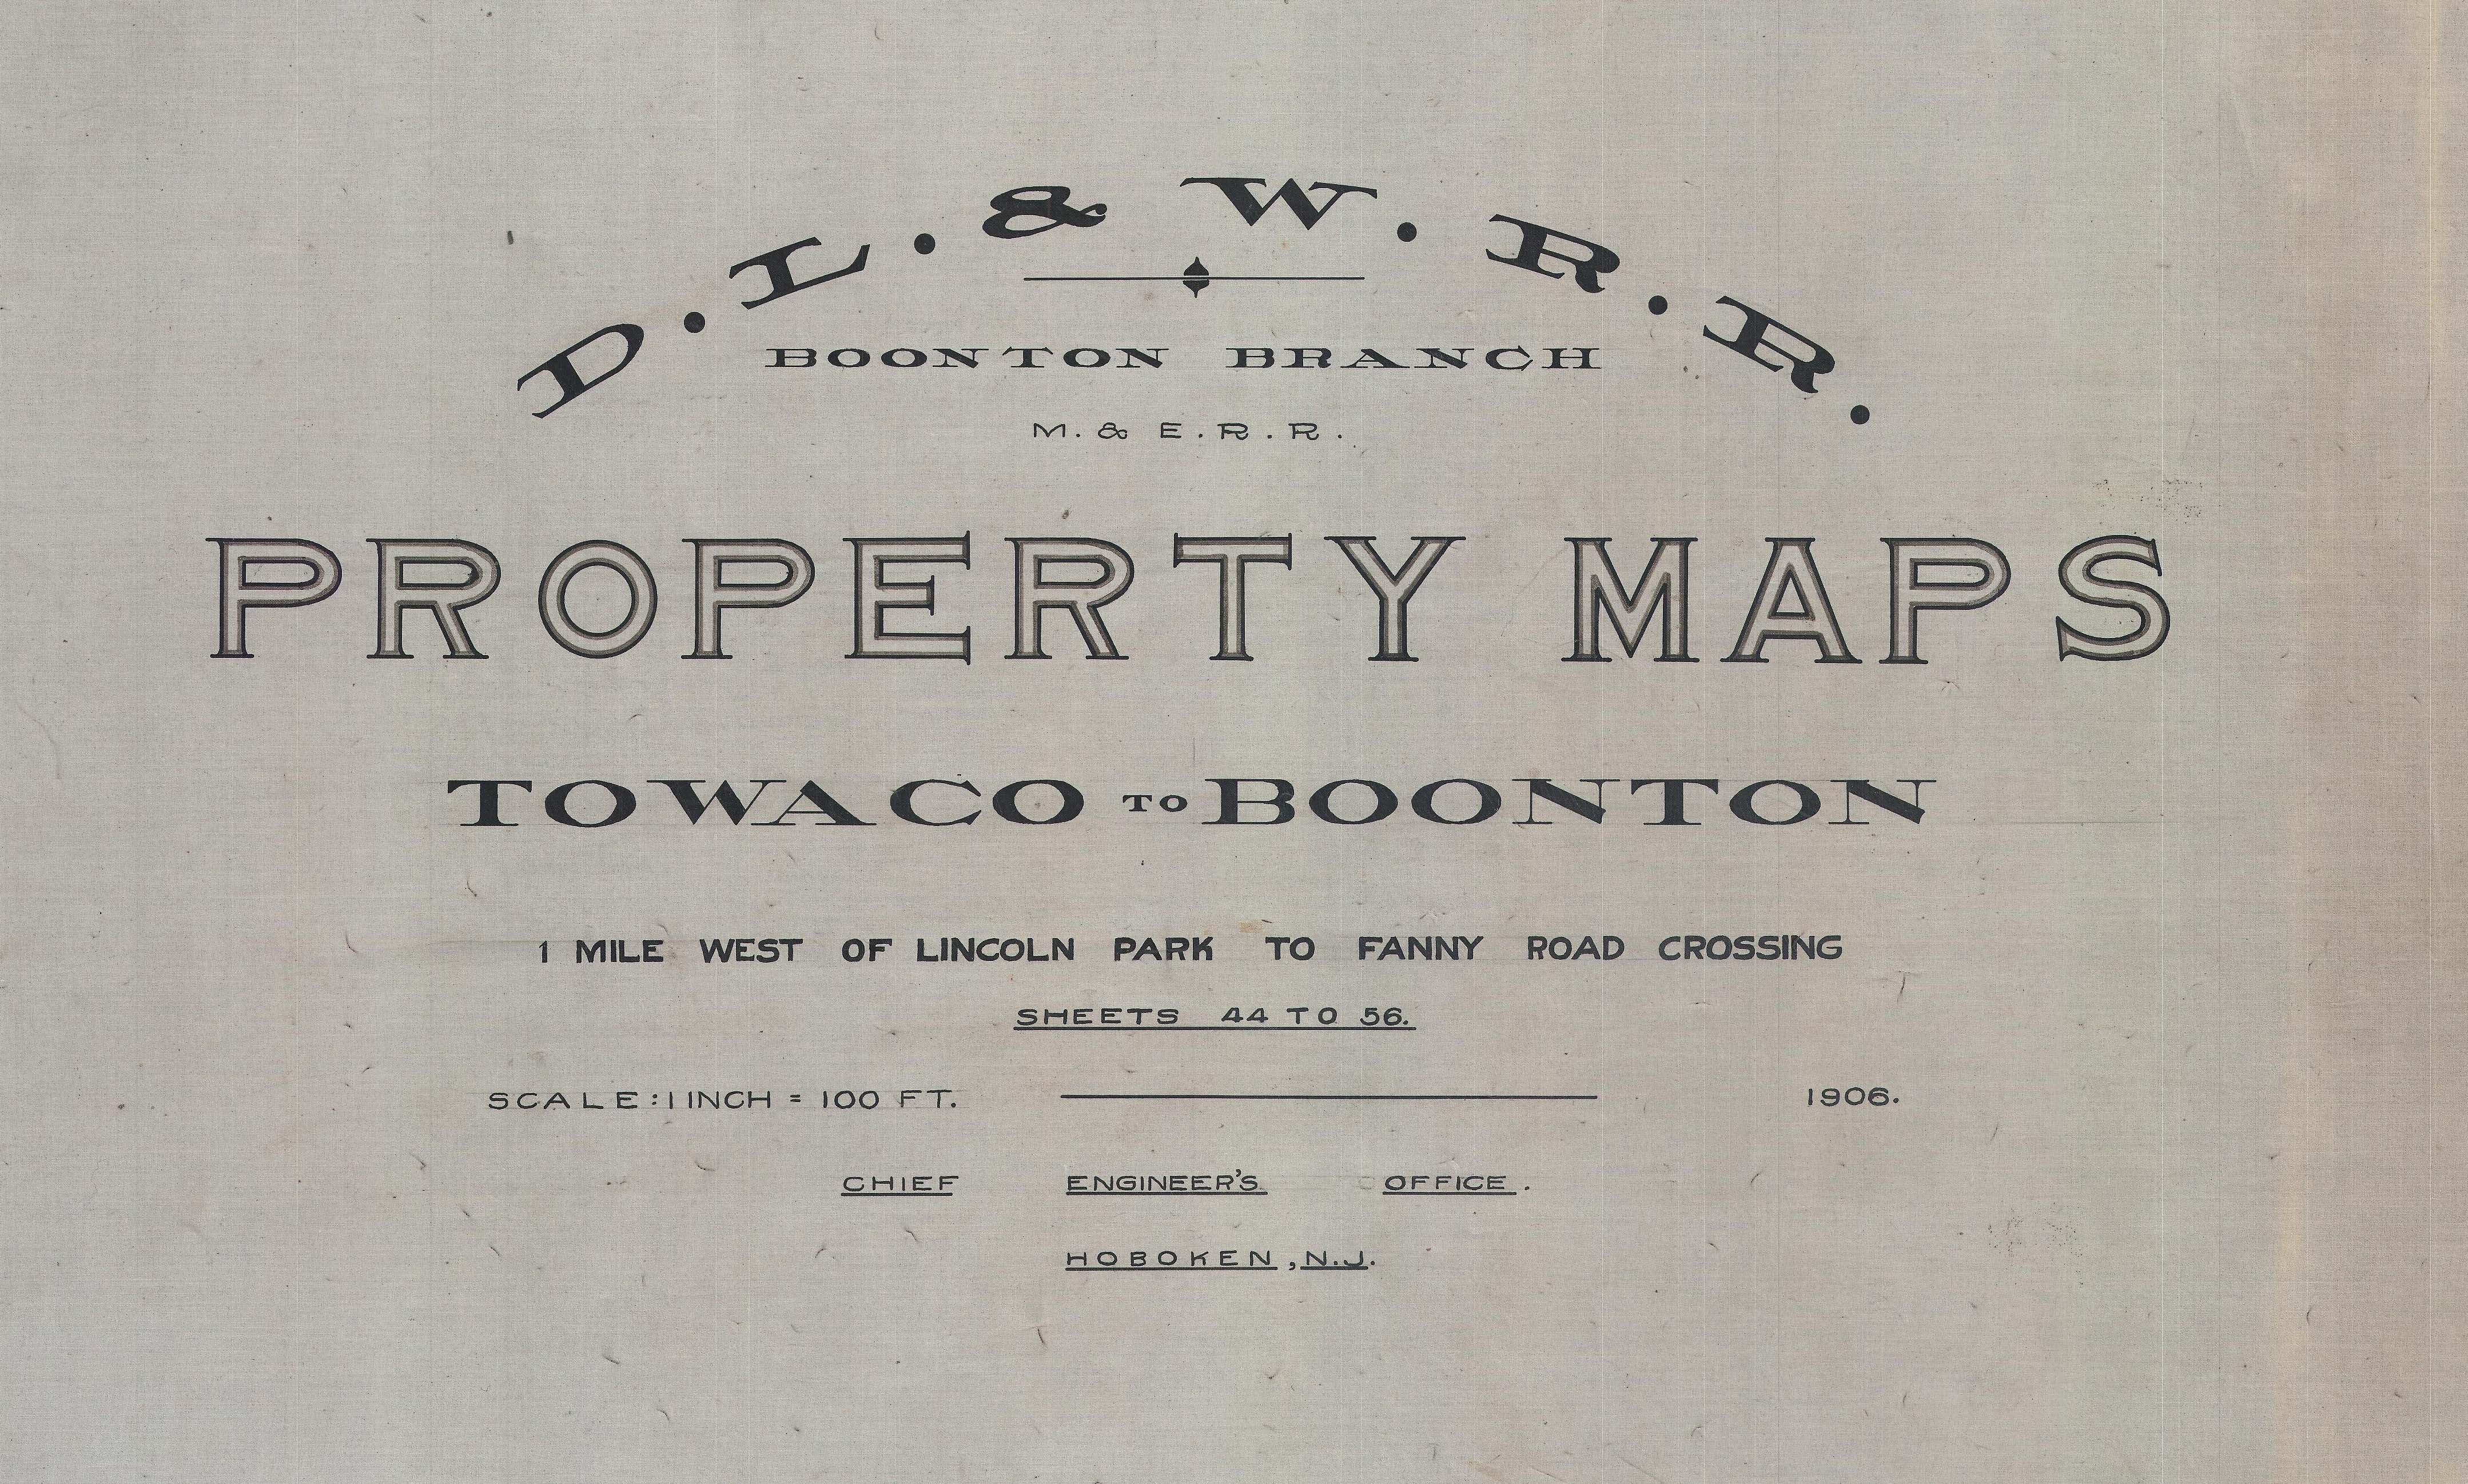 D. L. & W. R. R.
BOONTON BRANCH
M. & E. R. R.
PROPERTY MAPS
TOWACO TO BOONTON
1 MILE WEST OF LINCOLN PARK TO FANNY ROAD CROSSING
SHEETS 44 TO 56.
SCALE: 1 INCH = 100 FT. 1906.
CHIEF ENGINEER'S OFFICE.
HOBOKEN, N.J.